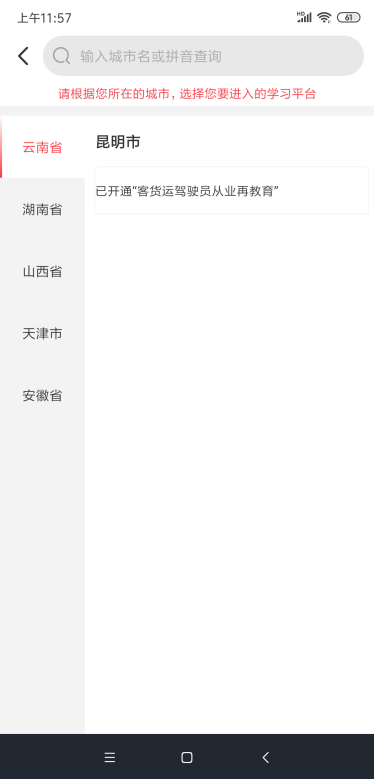 上午11:57
HD
61
输入城市名或拼音查询
请根据您所在的城市，选择您要进入的学习平台
云南省
昆明市
已开通“客货运驾驶员从业再教育”
湖南省
山西省
天津市
安徽省